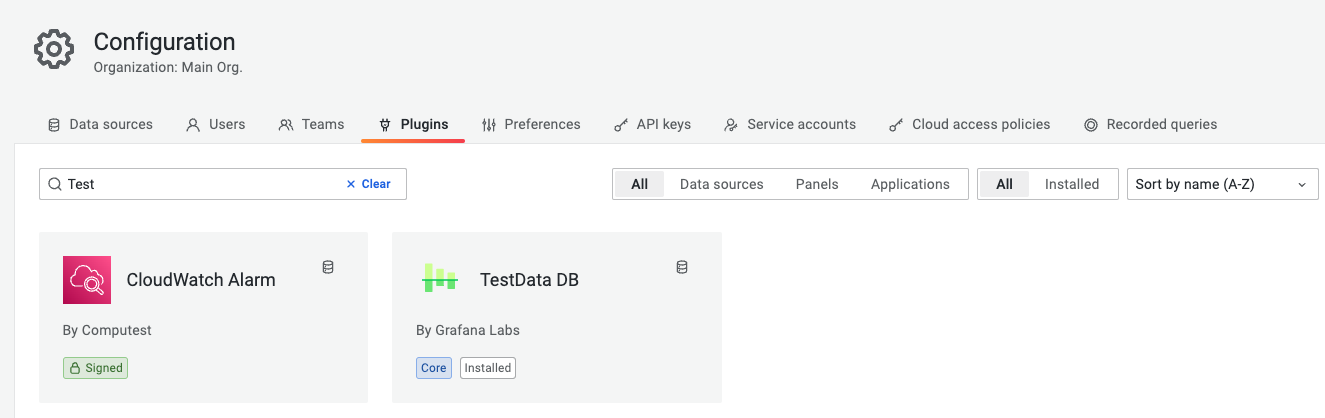 Configuration
Organization: Main Org.
Data sources Users Teams Plugins Preferences API keys Service accounts Cloud access policies Recorded queries
Test Clear All Data sources Panels Applications All Installed Sort by name (A-Z)
CloudWatch Alarm
By Computest
Signed
TestData DB
By Grafana Labs
Core Installed